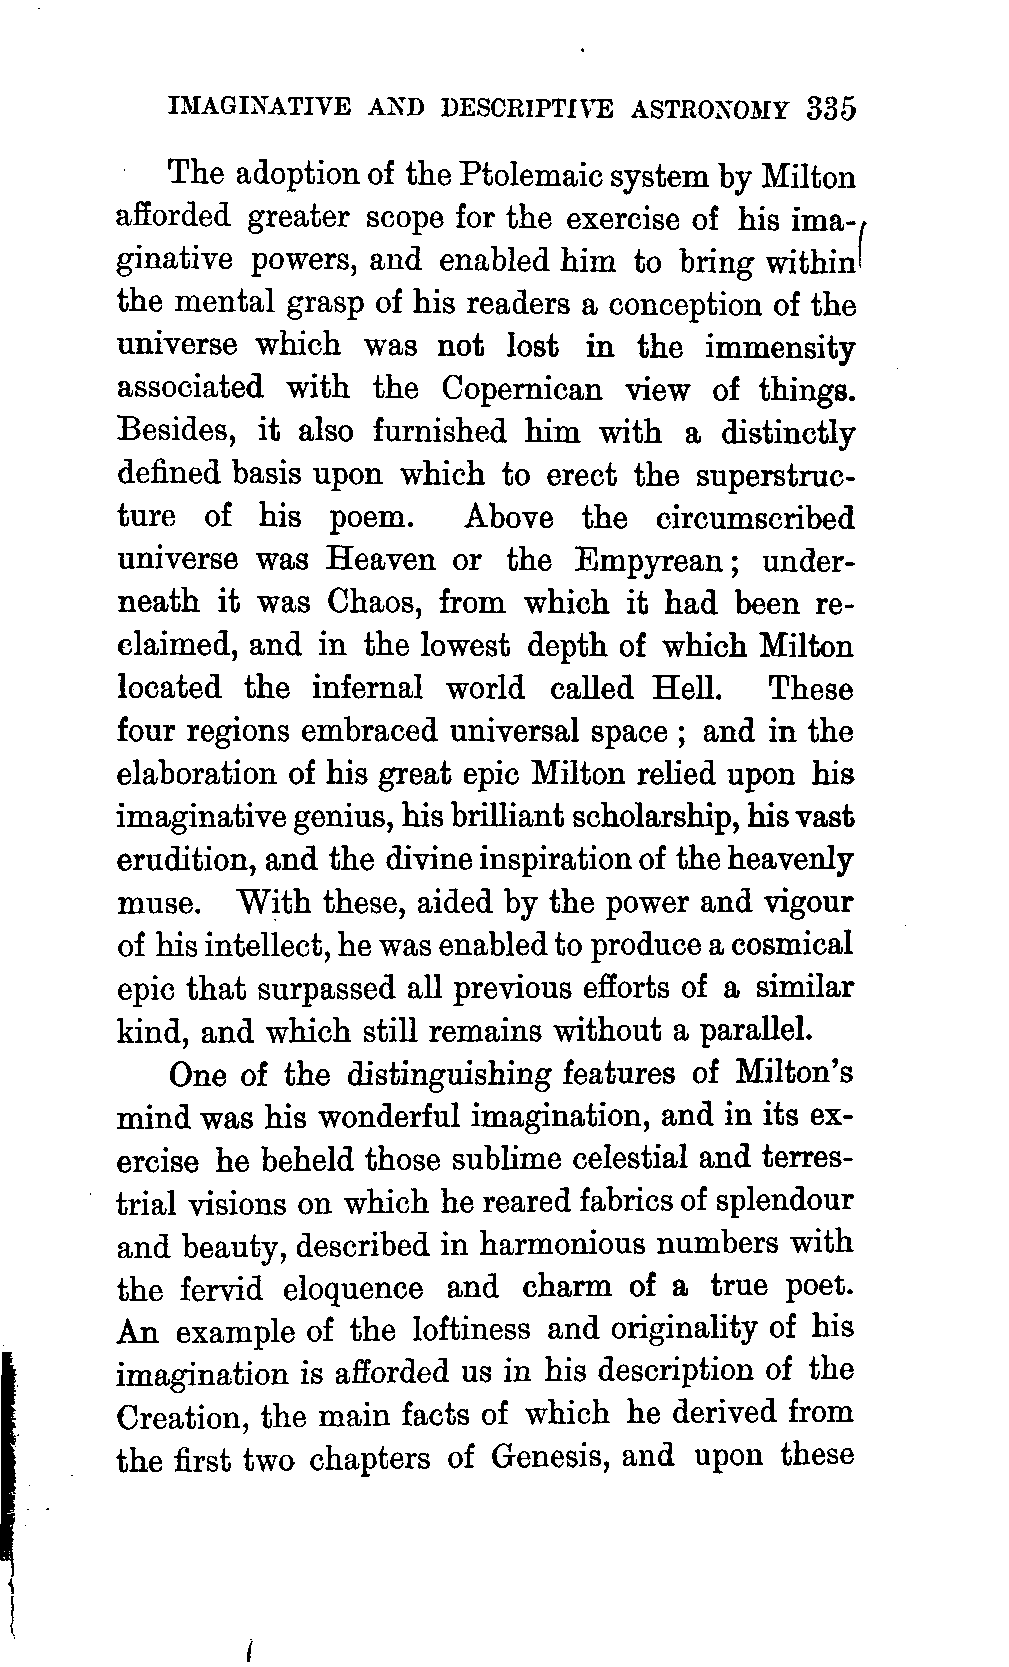 IMAGINATIVE AND DESCRIPTIVE ASTRONOMY 335
The adoption of the Ptolemaic system by Milton
afforded greater scope for the exercise of his ima-
ginative powers, and enabled him to bring within
the mental grasp of his readers a conception of the
universe which was not lost in the immensity
associated with the Copernican view of things.
Besides, it also furnished him with a distinctly
defined basis upon which to erect the superstruc-
ture of his poem. Above the circumscribed
universe was Heaven or the Empyrean; under-
neath it was Chaos, from which it had been re-
claimed, and in the lowest depth of which Milton
located the infernal world called Hell. These
four regions embraced universal space ; and in the
elaboration of his great epic Milton relied upon his
imaginative genius, his brilliant scholarship, his vast
erudition, and the divine inspiration of the heavenly
muse. With these, aided by the power and vigour
of his intellect, he was enabled to produce a cosmical
epic that surpassed all previous efforts of a similar
kind, and which still remains without a parallel.
One of the distinguishing features of Milton's
mind was his wonderful imagination, and in its ex-
ercise he beheld those sublime celestial and terres-
trial visions on which he reared fabrics of splendour
and beauty, described in harmonious numbers with
the fervid eloquence and charm of a true poet.
An example of the loftiness and originality of his
imagination is afforded us in his description of the
Creation, the main facts of which he derived from
the first two chapters of Genesis, and upon these